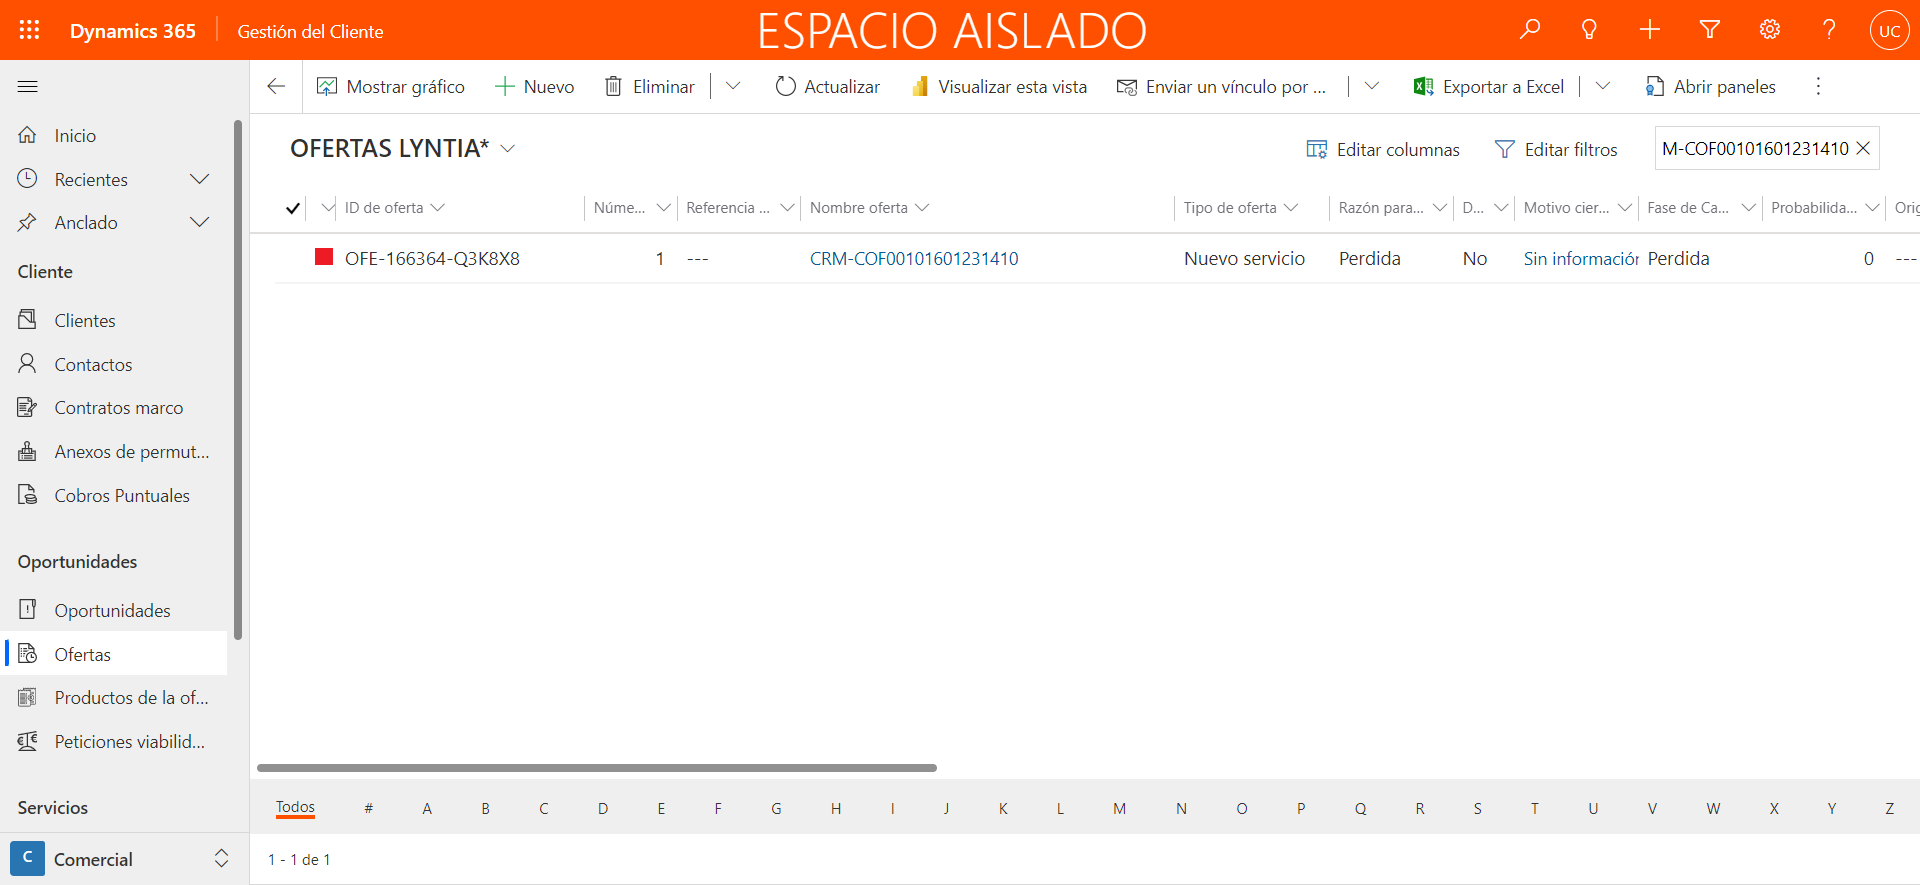 Dynamics 365
Gestión del Cliente
ESPACIO AISLADO
UC
Mostrar gráfico
Nuevo
Eliminar
Actualizar
Visualizar esta vista
Enviar un vínculo por ...
Exportar a Excel
Abrir paneles
Inicio
Recientes
Anclado
Cliente
Clientes
Contactos
Contratos marco
Anexos de permut...
Cobros Puntuales
Oportunidades
Oportunidades
Ofertas
Productos de la of...
Peticiones viabilid...
Servicios
C Comercial
OFERTAS LYNTIA*
Editar columnas
Editar filtros
M-COF00101601231410
ID de oferta Núme... Referencia ... Nombre oferta Tipo de oferta Razón para... D... Motivo cier... Fase de Ca... Probabilida... Orig
OFE-166364-Q3K8X8 1 --- CRM-COF00101601231410 Nuevo servicio Perdida No Sin información Perdida 0 ---
Todos # A B C D E F G H I J K L M N O P Q R S T U V W X Y Z
1 - 1 de 1